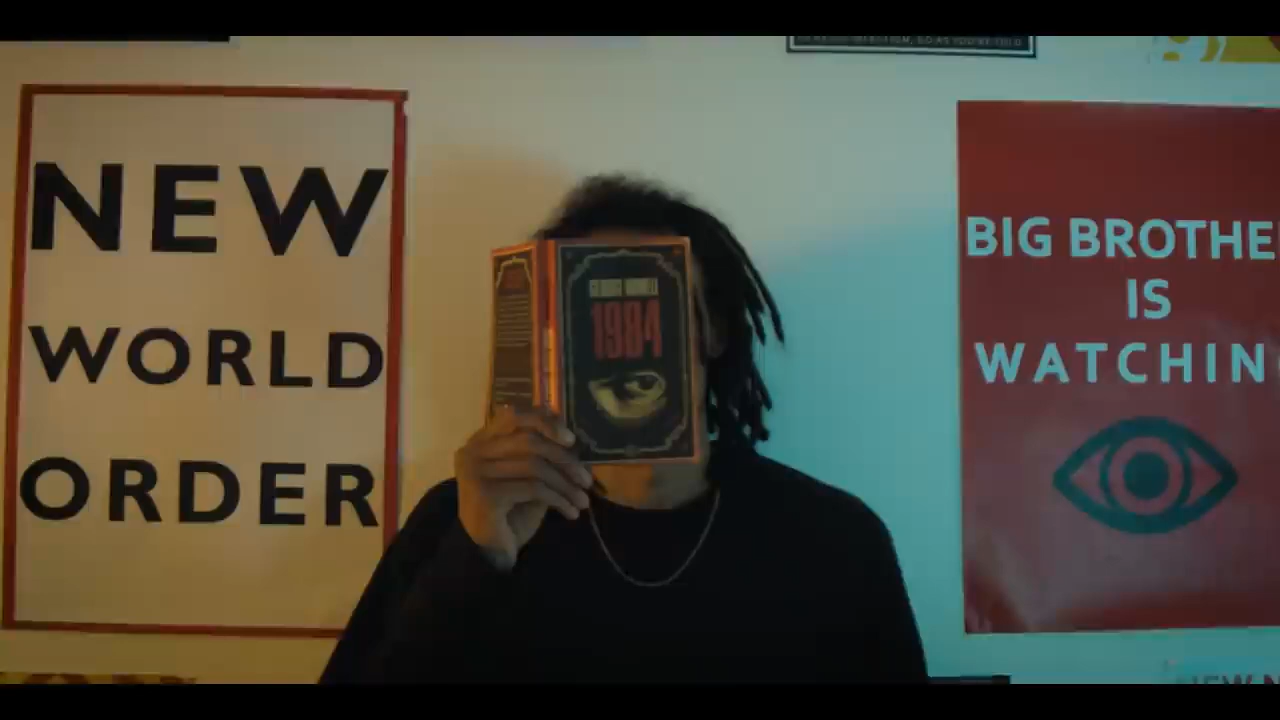 NEW
WORLD
ORDER
GEORGE ORWELL
1984
BIG BROTHE
IS
WATCHIN